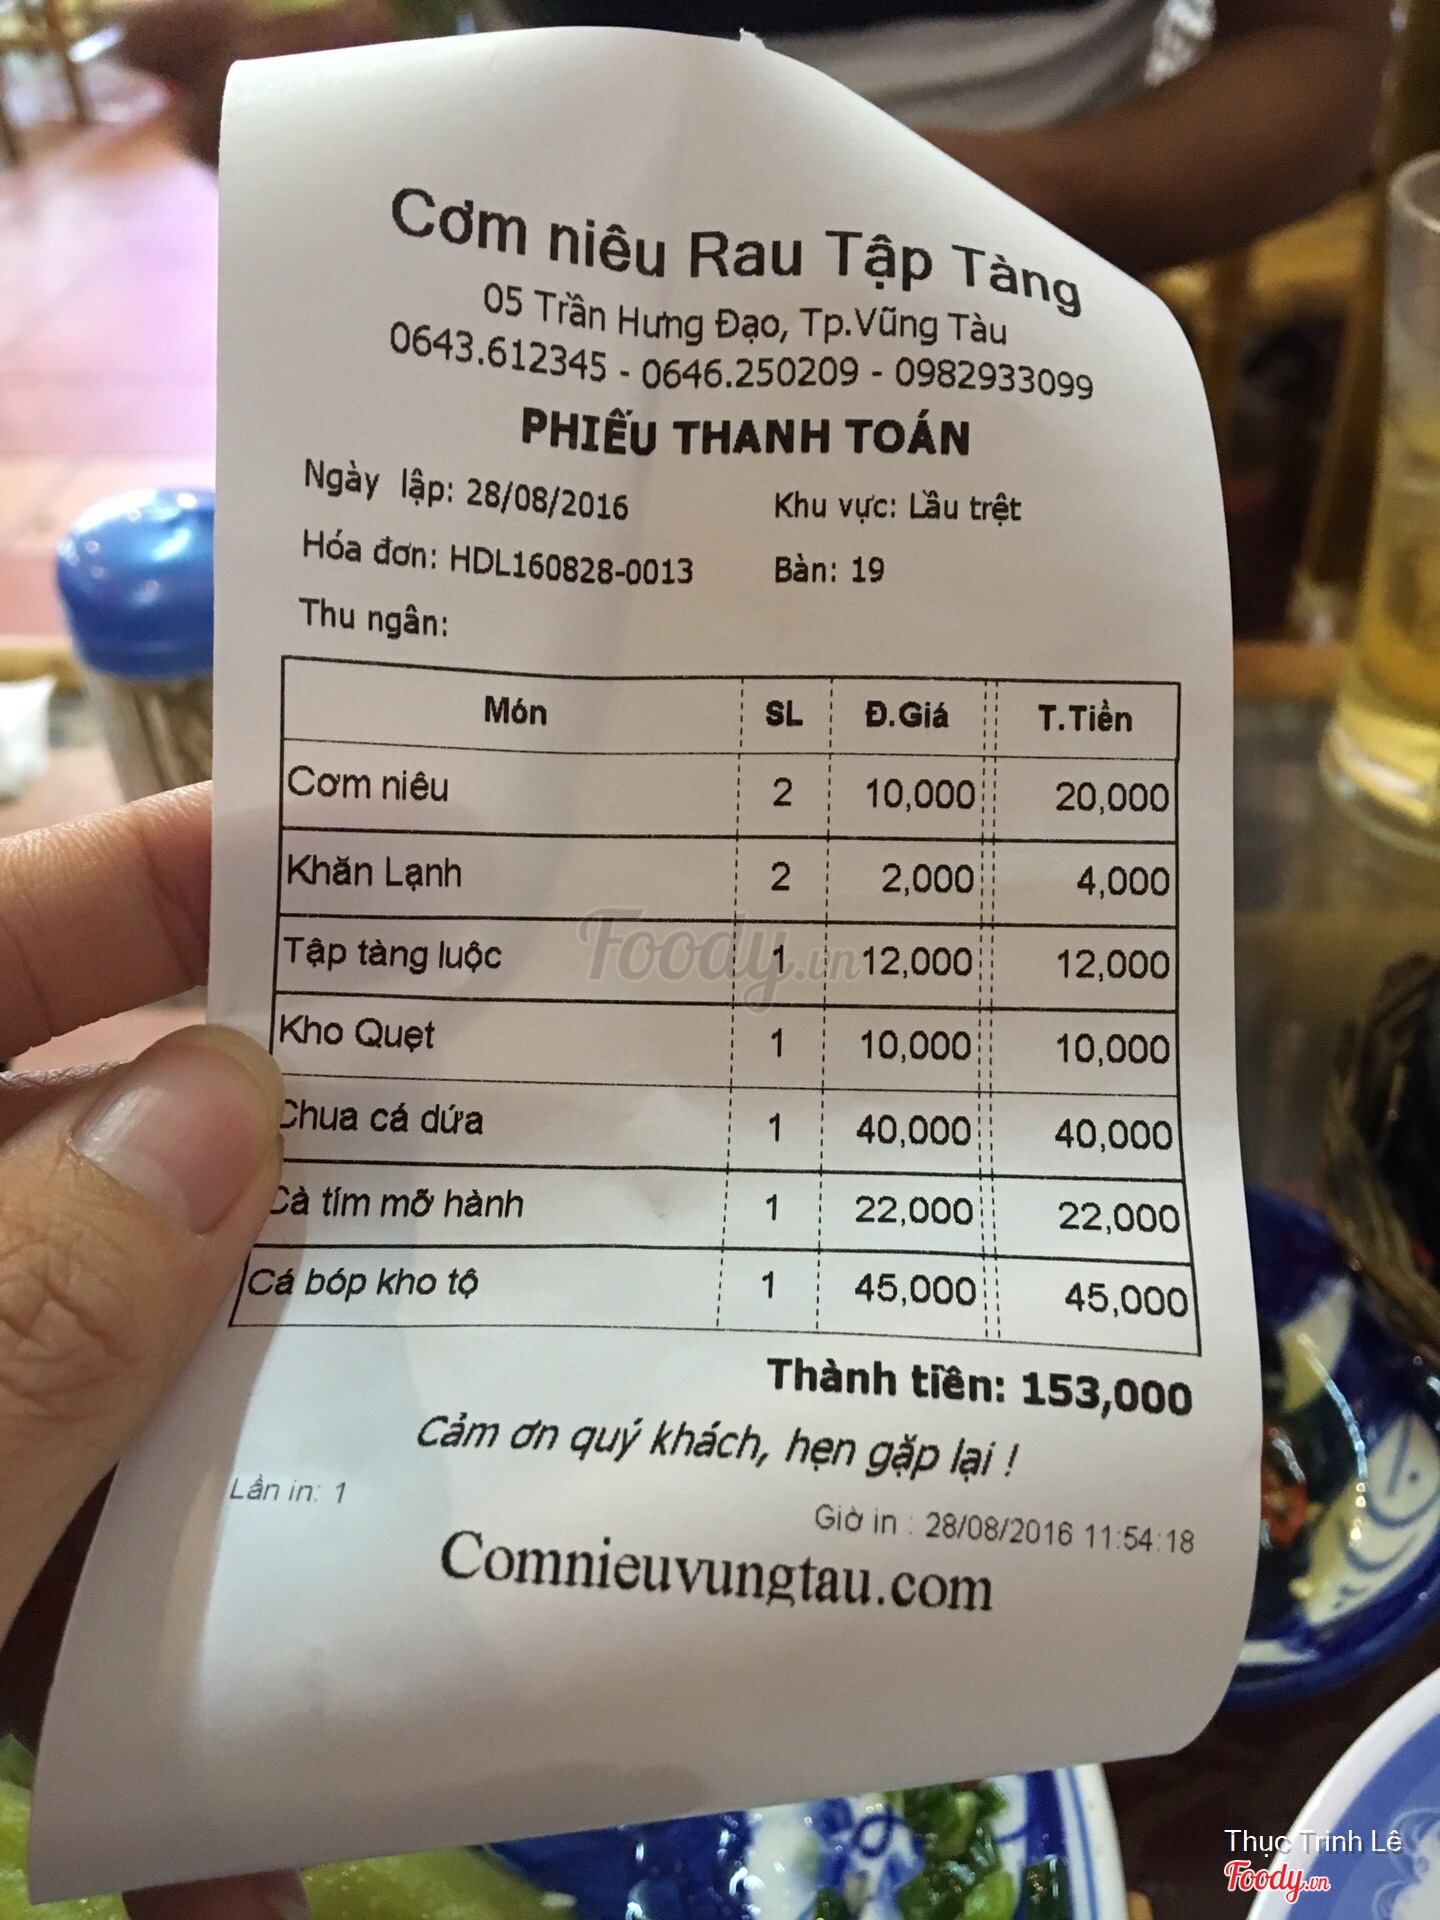 Cơm niêu Rau Tập Tàng
05 Trần Hưng Đạo, Tp.Vũng Tàu
0643.612345 - 0646.250209 - 0982933099
PHIẾU THANH TOÁN
Ngày lập: 28/08/2016 Khu vực: Lầu trệt
Hóa đơn: HDL160828-0013 Bàn: 19
Thu ngân:
Món SL Đ.Giá T.Tiền
Cơm niêu 2 10,000 20,000
Khăn Lạnh 2 2,000 4,000
Tập tàng luộc 1 12,000 12,000
Kho Quẹt 1 10,000 10,000
Chua cá dứa 1 40,000 40,000
Cà tím mỡ hành 1 22,000 22,000
Cá bóp kho tộ 1 45,000 45,000
Thành tiền: 153,000
Cảm ơn quý khách, hẹn gặp lại !
Lần in: 1
Giờ in : 28/08/2016 11:54:18
Comnieuvungtau.com
Foody.vn
Thục Trinh Lê
Foody.vn